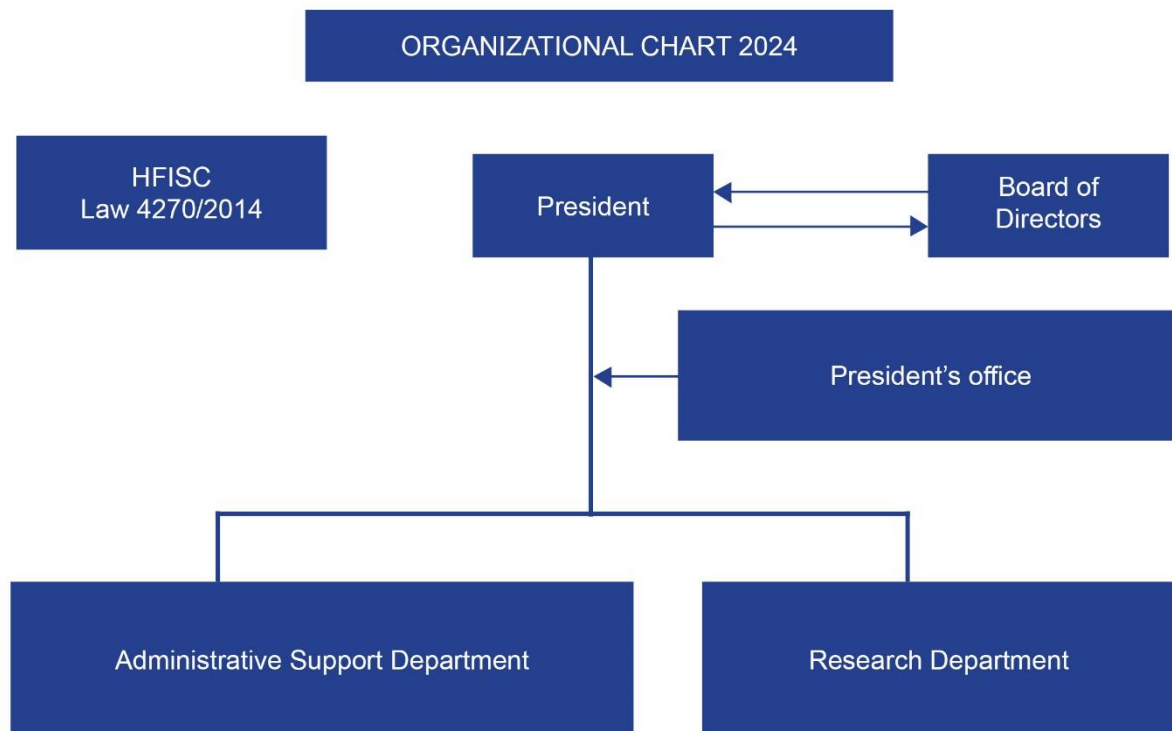 ORGANIZATIONAL CHART 2024
HFISC
Law 4270/2014
President
Board of
Directors
President’s office
Administrative Support Department
Research Department